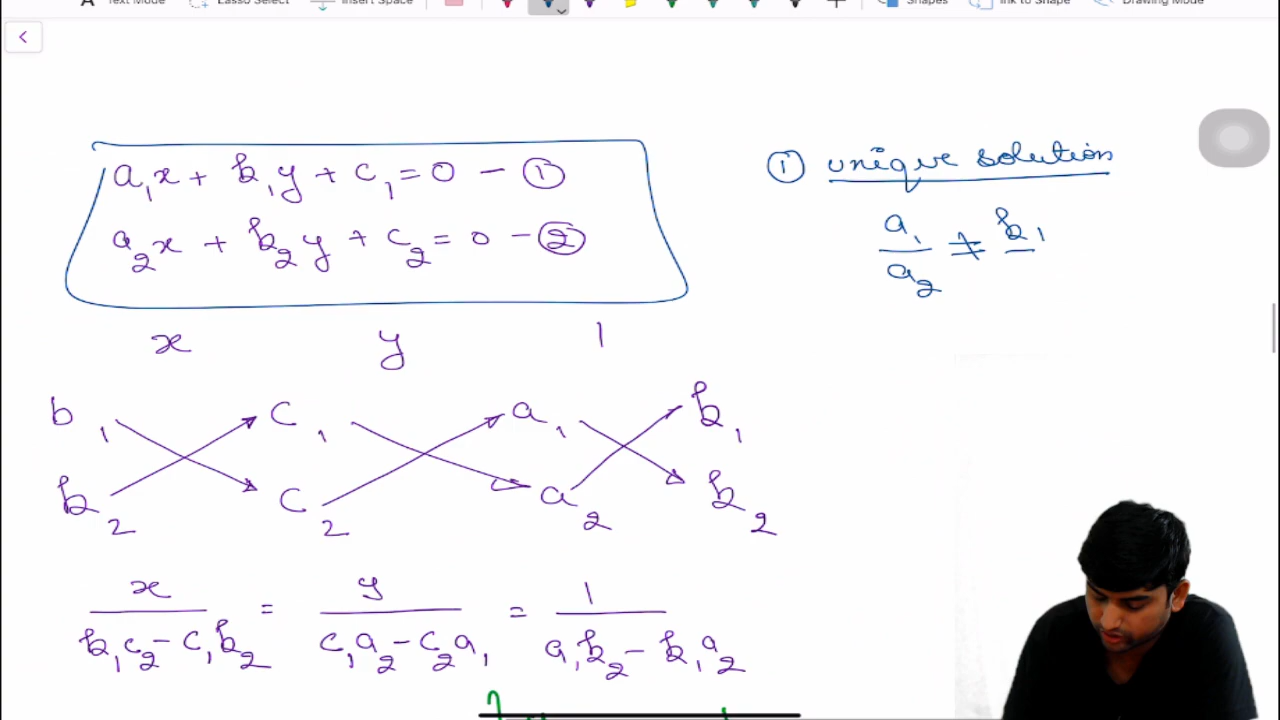 Text Mode Lasso Select Insert Space Shapes Ink to Shape Drawing Mode
a₁x + b₁y + c₁ = 0 - ①
a₂x + b₂y + c₂ = 0 - ②
① unique solution
a₁/a₂ ≠ b₁
x y 1
b₁ c₁ a₁ b₁
b₂ c₂ a₂ b₂
x/(b₁c₂ - c₁b₂) = y/(c₁a₂ - c₂a₁) = 1/(a₁b₂ - b₁a₂)